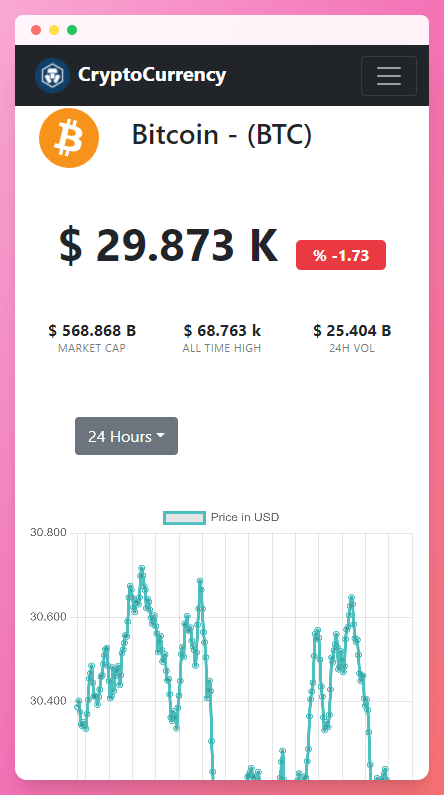 CryptoCurrency
Bitcoin - (BTC)
$ 29.873 K % -1.73
$ 568.868 B $ 68.763 k $ 25.404 B
MARKET CAP ALL TIME HIGH 24H VOL
24 Hours
Price in USD
30.800
30.600
30.400